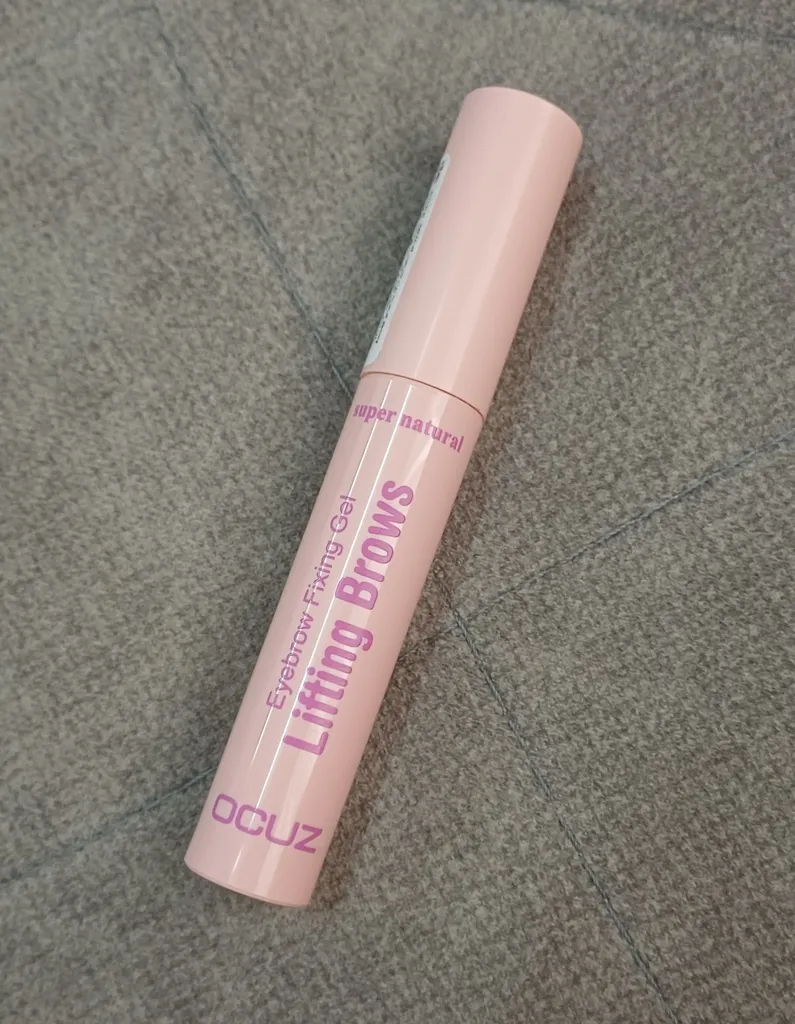 super natural
Eyebrow Fixing Gel
Lifting Brows
OCUZ